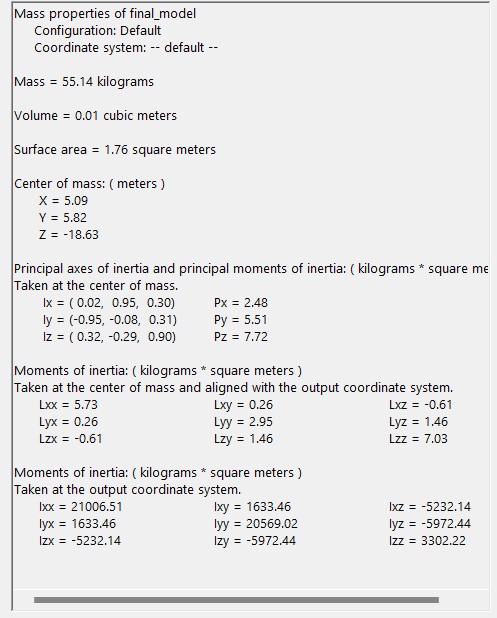 Mass properties of final_model
Configuration: Default
Coordinate system: -- default --
Mass = 55.14 kilograms
Volume = 0.01 cubic meters
Surface area = 1.76 square meters
Center of mass: ( meters )
X = 5.09
Y = 5.82
Z = -18.63
Principal axes of inertia and principal moments of inertia: ( kilograms * square me
Taken at the center of mass.
Ix = ( 0.02, 0.95, 0.30) Px = 2.48
Iy = (-0.95, -0.08, 0.31) Py = 5.51
Iz = ( 0.32, -0.29, 0.90) Pz = 7.72
Moments of inertia: ( kilograms * square meters )
Taken at the center of mass and aligned with the output coordinate system.
Lxx = 5.73 Lxy = 0.26 Lxz = -0.61
Lyx = 0.26 Lyy = 2.95 Lyz = 1.46
Lzx = -0.61 Lzy = 1.46 Lzz = 7.03
Moments of inertia: ( kilograms * square meters )
Taken at the output coordinate system.
Ixx = 21006.51 Ixy = 1633.46 Ixz = -5232.14
Iyx = 1633.46 Iyy = 20569.02 Iyz = -5972.44
Izx = -5232.14 Izy = -5972.44 Izz = 3302.22